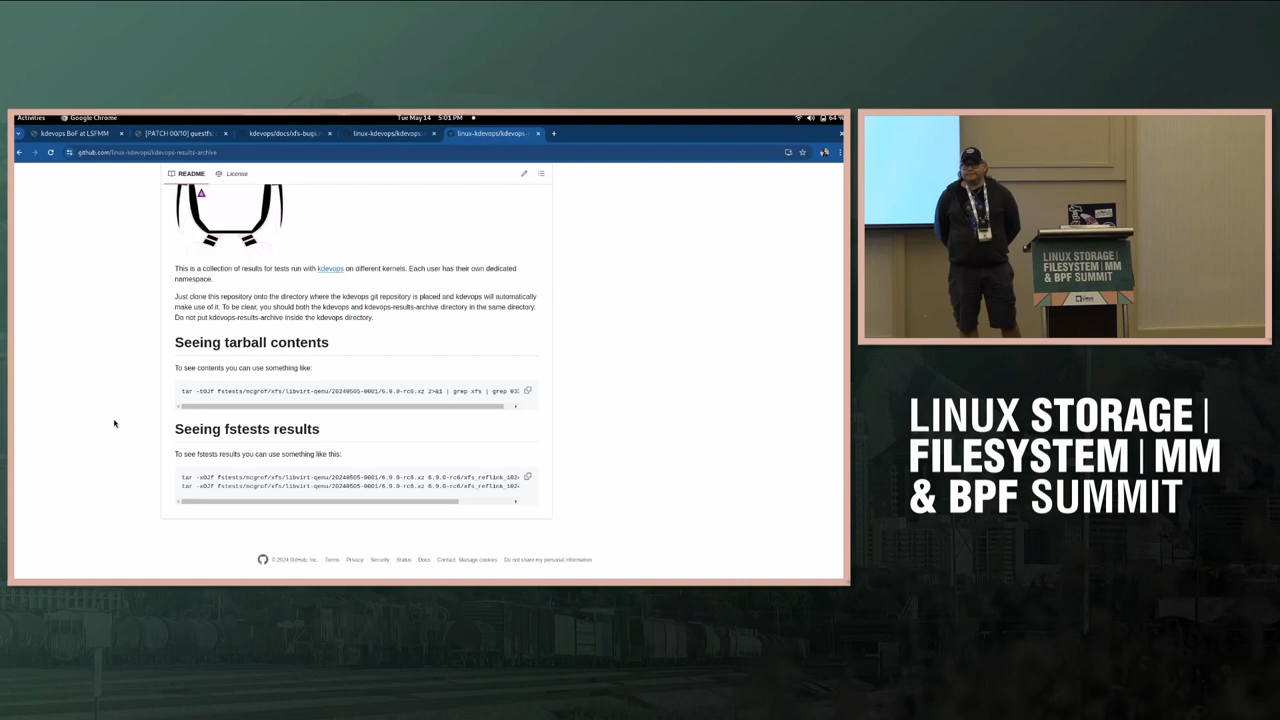 Activities
Google Chrome
Tue May 14 5:01 PM
64
kdevops BoF at LSFMM
[PATCH 00/10] guestfs:
kdevops/docs/xfs-bugs.
linux-kdevops/kdevops:
linux-kdevops/kdevops-
github.com/linux-kdevops/kdevops-results-archive
README
License
This is a collection of results for tests run with kdevops on different kernels. Each user has their own dedicated
namespace.
Just clone this repository onto the directory where the kdevops git repository is placed and kdevops will automatically
make use of it. To be clear, you should both the kdevops and kdevops-results-archive directory in the same directory.
Do not put kdevops-results-archive inside the kdevops directory.
Seeing tarball contents
To see contents you can use something like:
tar -tOJf fstests/mcgrof/xfs/libvirt-qemu/20240505-0001/6.9.0-rc6.xz 2>&1 | grep xfs | grep
Seeing fstests results
To see fstests results you can use something like this:
tar -xOJf fstests/mcgrof/xfs/libvirt-qemu/20240505-0001/6.9.0-rc6.xz 6.9.0-rc6/xfs_reflink_102
tar -xOJf fstests/mcgrof/xfs/libvirt-qemu/20240505-0001/6.9.0-rc6.xz 6.9.0-rc6/xfs_reflink_102
© 2024 GitHub, Inc. Terms Privacy Security Status Docs Contact Manage cookies Do not share my personal information
LINUX STORAGE |
FILESYSTEM | MM
& BPF SUMMIT
LINUX STORAGE |
FILESYSTEM | MM
& BPF SUMMIT